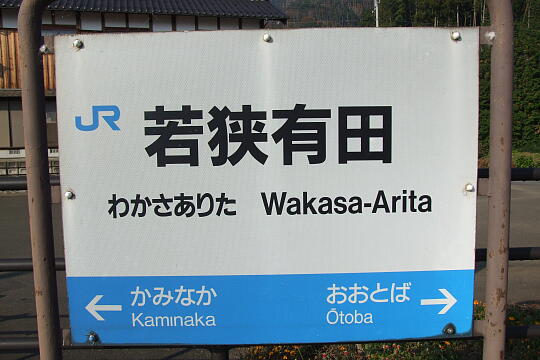 JR
若狭有田
わかさありた Wakasa-Arita
← かみなか おおとば →
Kaminaka Ōtoba